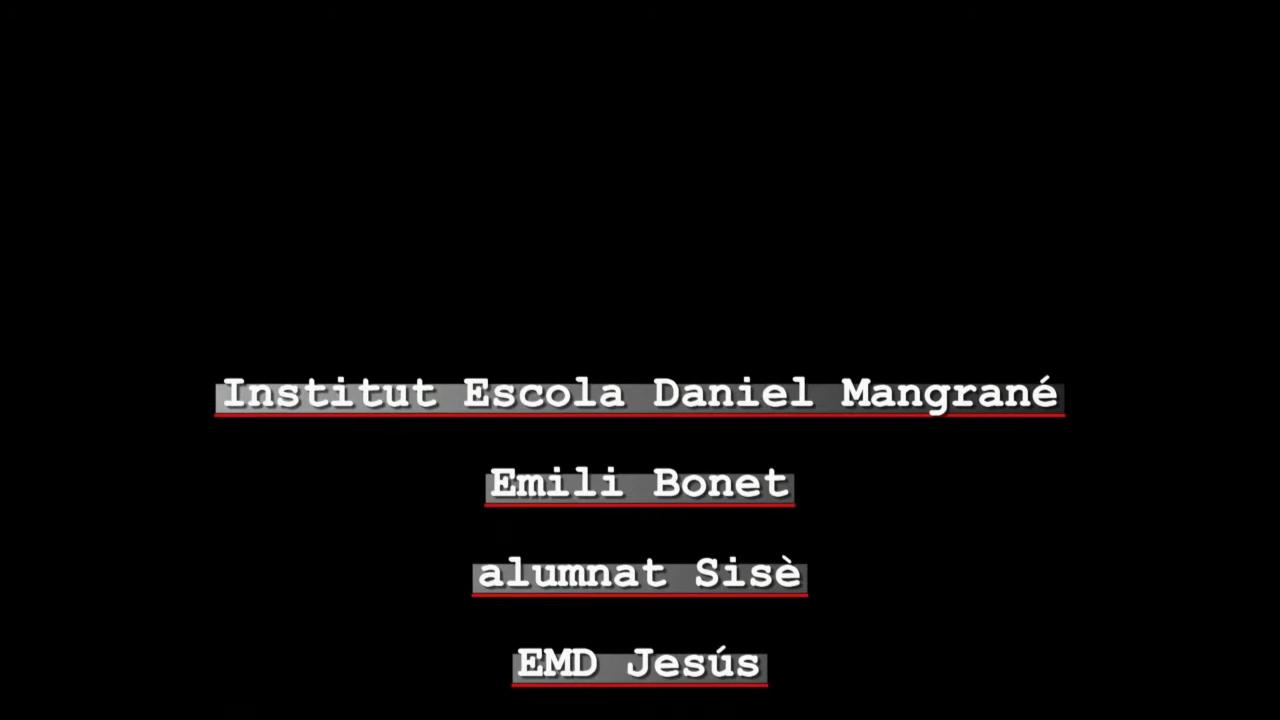 Institut Escola Daniel Mangrané
Emili Bonet
alumnat Sisè
EMD Jesús